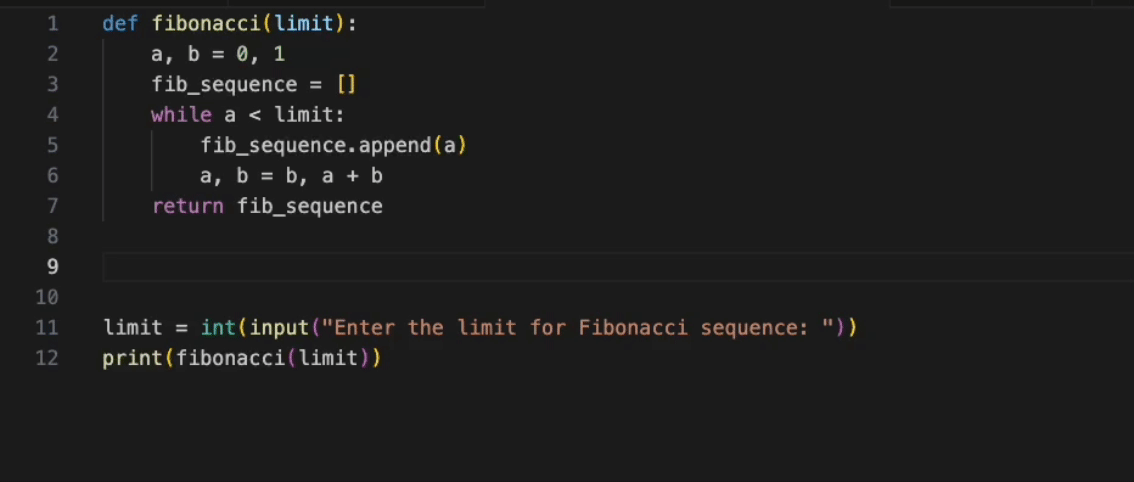 1 def fibonacci(limit):
2     a, b = 0, 1
3     fib_sequence = []
4     while a < limit:
5         fib_sequence.append(a)
6         a, b = b, a + b
7     return fib_sequence
8
9
10
11 limit = int(input("Enter the limit for Fibonacci sequence: "))
12 print(fibonacci(limit))